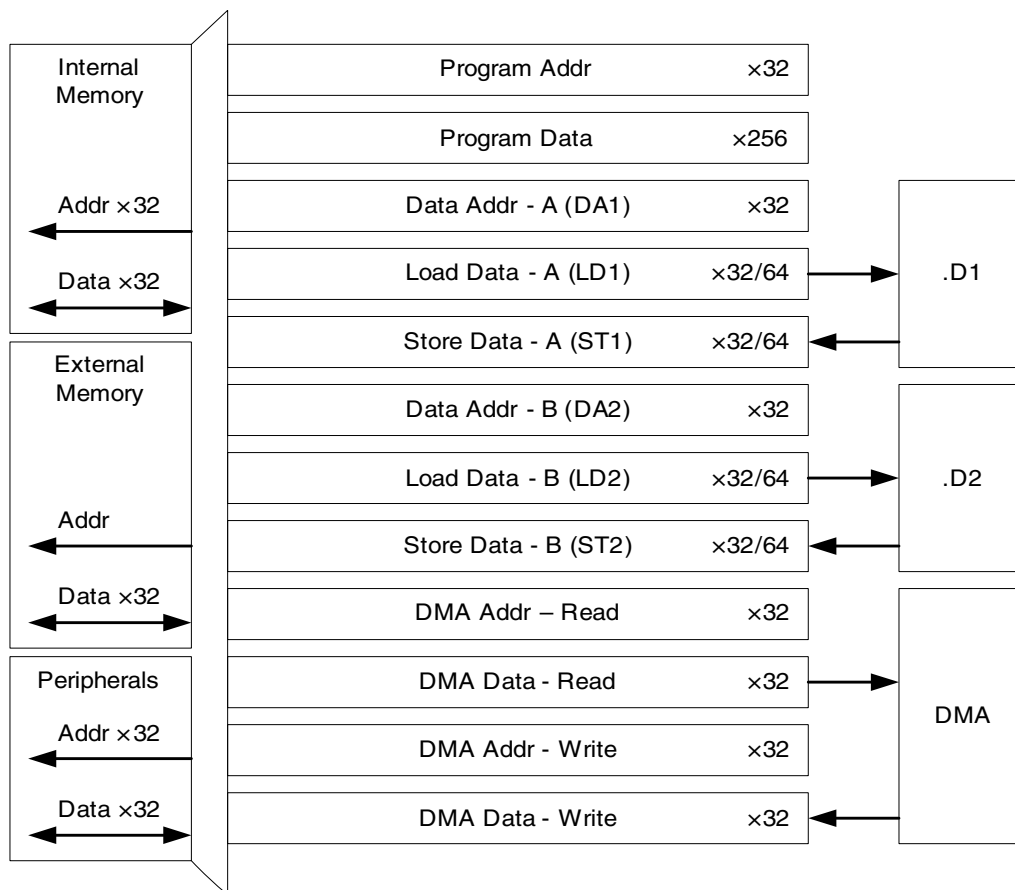 Internal
Memory
Addr ×32
Data ×32
External
Memory
Addr
Data ×32
Peripherals
Addr ×32
Data ×32
Program Addr ×32
Program Data ×256
Data Addr - A (DA1) ×32
Load Data - A (LD1) ×32/64
Store Data - A (ST1) ×32/64
Data Addr - B (DA2) ×32
Load Data - B (LD2) ×32/64
Store Data - B (ST2) ×32/64
DMA Addr – Read ×32
DMA Data - Read ×32
DMA Addr - Write ×32
DMA Data - Write ×32
.D1
.D2
DMA